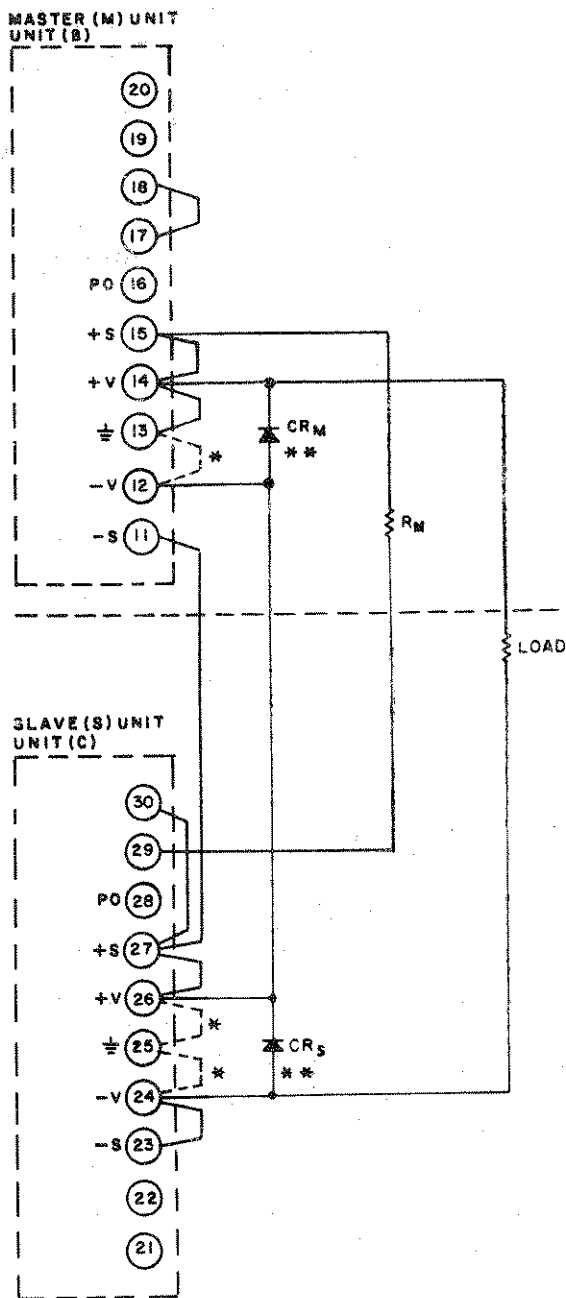 MASTER (M) UNIT
UNIT (B)
20
19
18
17
PO 16
+S 15
+V 14
13
*
-V 12
-S 11
CRM
**
RM
LOAD
SLAVE (S) UNIT
UNIT (C)
30
29
PO 28
+S 27
+V 26
*
25
*
-V 24
-S 23
22
21
CRS
**